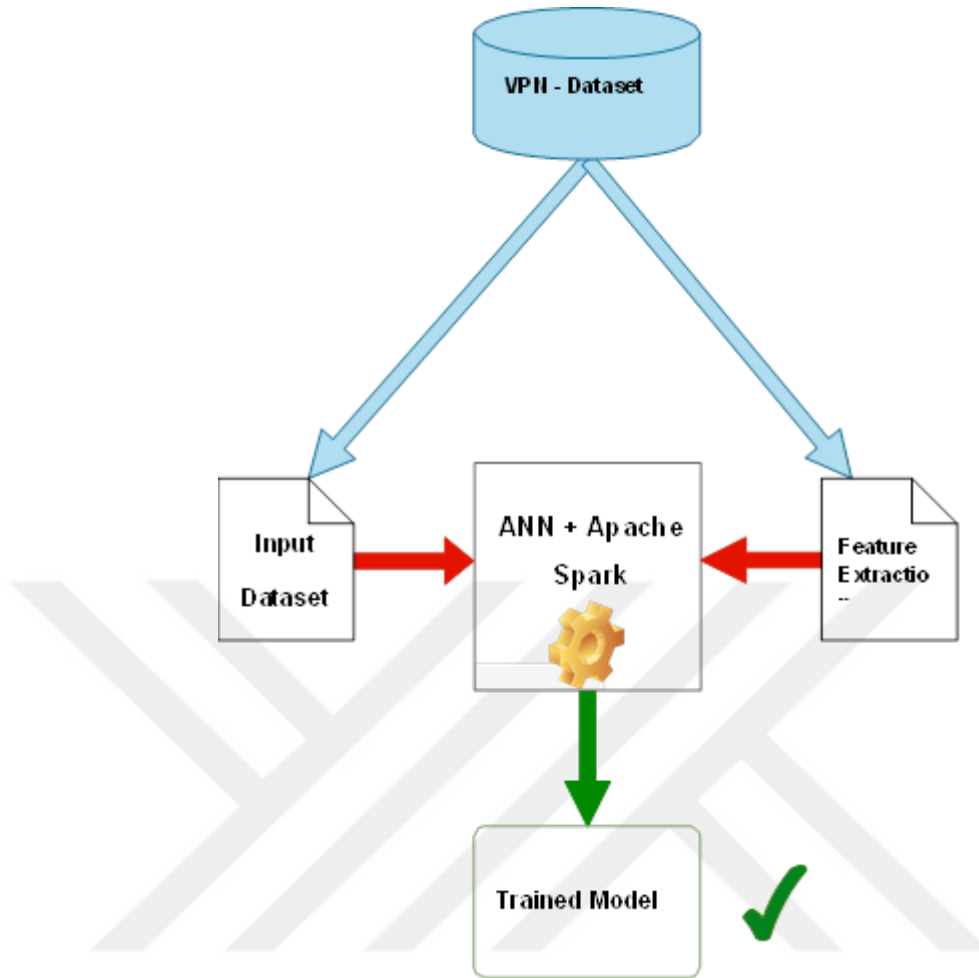 VPN - Dataset
Input
Dataset
ANN + Apache
Spark
Feature
Extractio
Trained Model